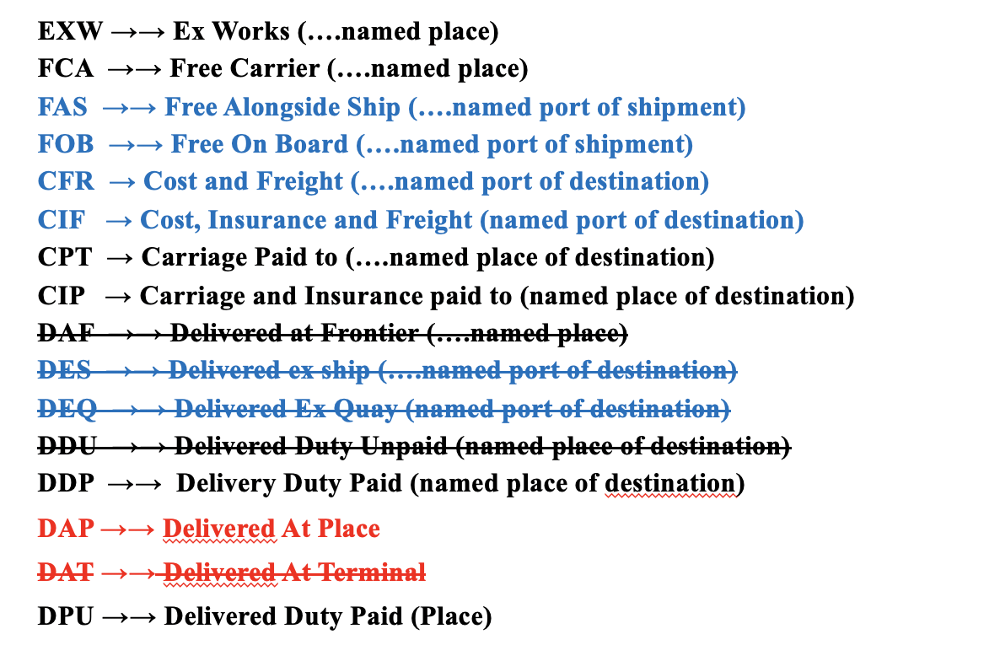 EXW →→ Ex Works (….named place)
FCA →→ Free Carrier (….named place)
FAS →→ Free Alongside Ship (….named port of shipment)
FOB →→ Free On Board (….named port of shipment)
CFR → Cost and Freight (….named port of destination)
CIF → Cost, Insurance and Freight (named port of destination)
CPT → Carriage Paid to (….named place of destination)
CIP → Carriage and Insurance paid to (named place of destination)
DAF →→ Delivered at Frontier (….named place)
DES →→ Delivered ex ship (….named port of destination)
DEQ →→ Delivered Ex Quay (named port of destination)
DDU →→ Delivered Duty Unpaid (named place of destination)
DDP →→ Delivery Duty Paid (named place of destination)
DAP →→ Delivered At Place
DAT →→ Delivered At Terminal
DPU →→ Delivered Duty Paid (Place)